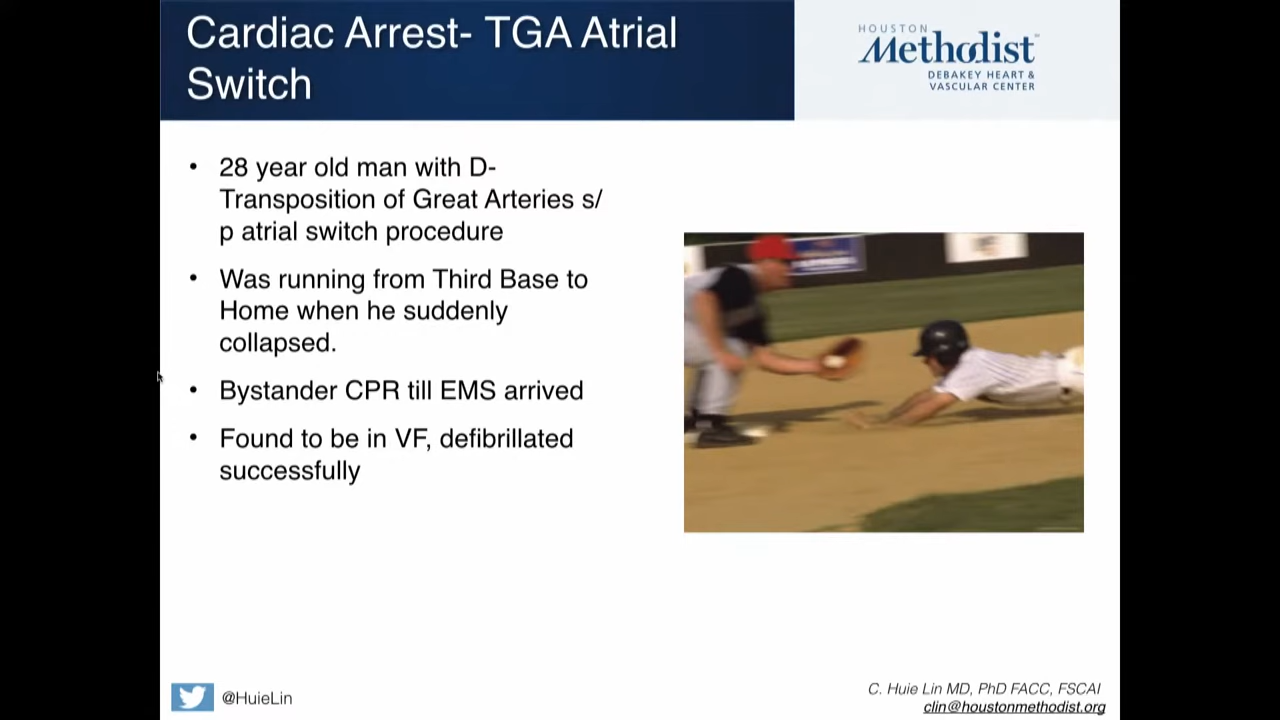 Cardiac Arrest- TGA Atrial
Switch
HOUSTON
Methodist
DEBAKEY HEART &
VASCULAR CENTER
• 28 year old man with D-
Transposition of Great Arteries s/
p atrial switch procedure
• Was running from Third Base to
Home when he suddenly
collapsed.
• Bystander CPR till EMS arrived
• Found to be in VF, defibrillated
successfully
@HuieLin
C. Huie Lin MD, PhD FACC, FSCAI
clin@houstonmethodist.org